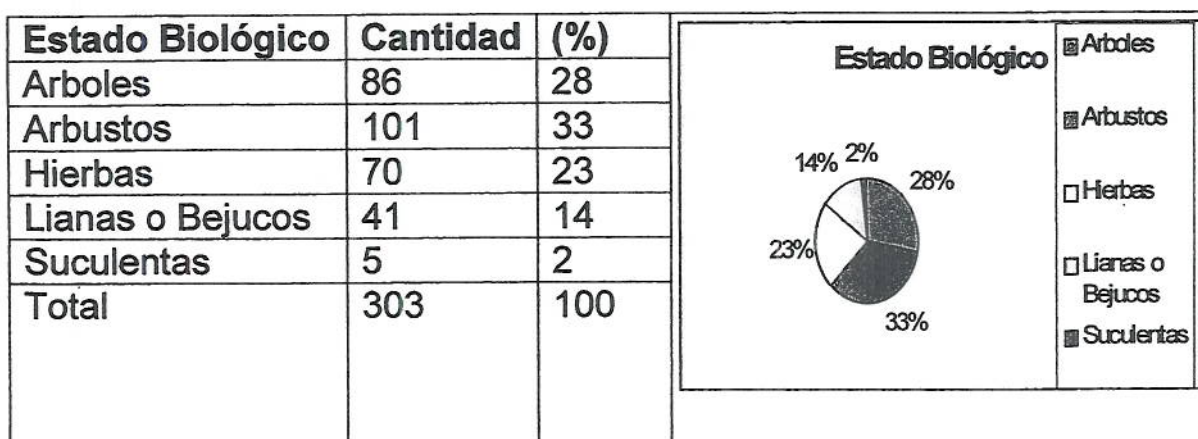 Estado Biológico Cantidad (%)
Arboles 86 28
Arbustos 101 33
Hierbas 70 23
Lianas o Bejucos 41 14
Suculentas 5 2
Total 303 100
Estado Biológico
14% 2%
28%
23%
33%
Arboles
Arbustos
Hierbas
Lianas o
Bejucos
Suculentas